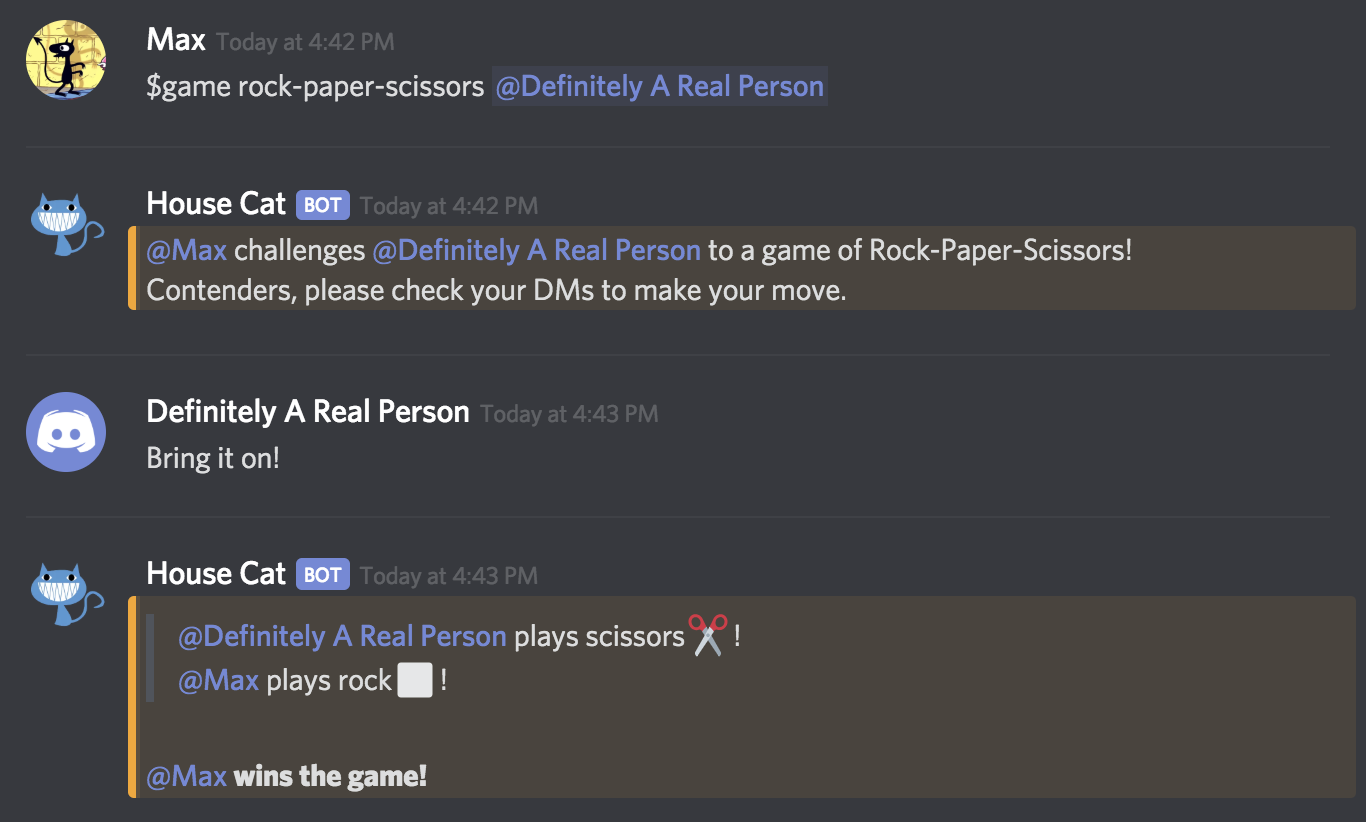 Max Today at 4:42 PM
$game rock-paper-scissors @Definitely A Real Person
House Cat BOT Today at 4:42 PM
@Max challenges @Definitely A Real Person to a game of Rock-Paper-Scissors!
Contenders, please check your DMs to make your move.
Definitely A Real Person Today at 4:43 PM
Bring it on!
House Cat BOT Today at 4:43 PM
@Definitely A Real Person plays scissors✂️ !
@Max plays rock⬜ !
@Max wins the game!